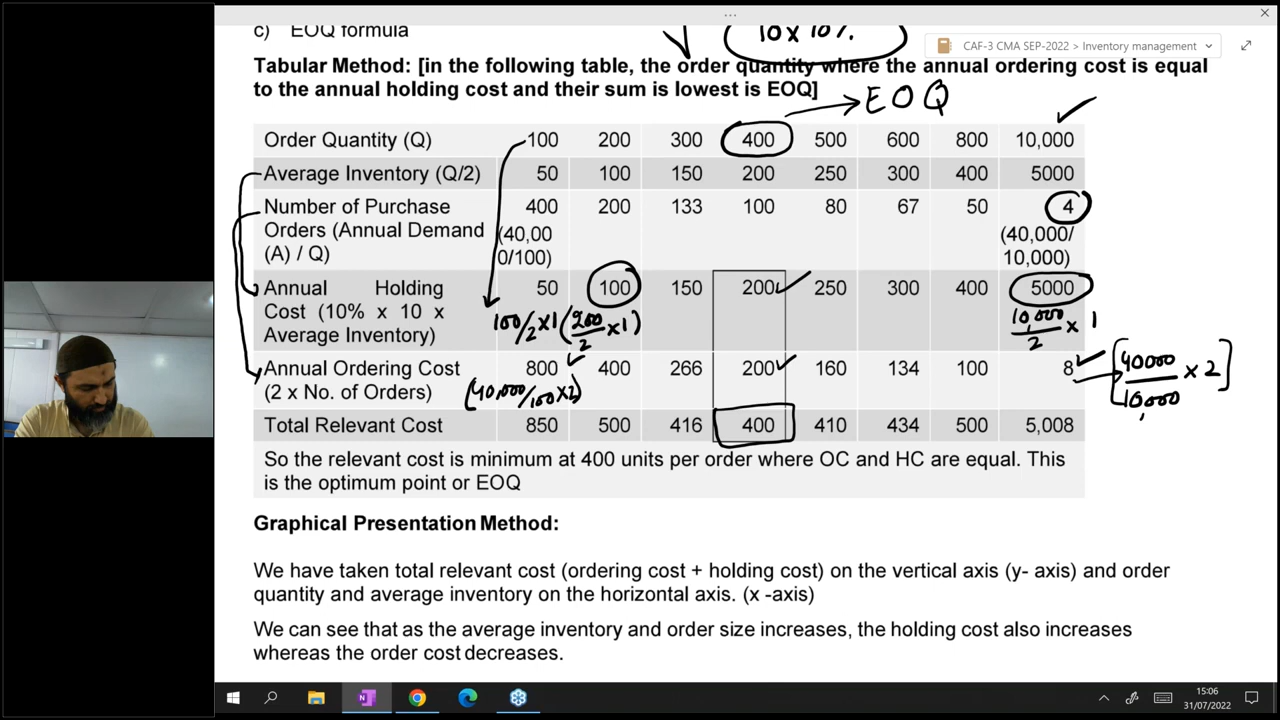 c) EOQ formula
10 x 10%
CAF-3 CMA SEP-2022 > Inventory management
Tabular Method: [in the following table, the order quantity where the annual ordering cost is equal
to the annual holding cost and their sum is lowest is EOQ]
EOQ
Order Quantity (Q) 100 200 300 400 500 600 800 10,000
Average Inventory (Q/2) 50 100 150 200 250 300 400 5000
Number of Purchase 400 200 133 100 80 67 50 4
Orders (Annual Demand (40,00 (40,000/
(A) / Q) 0/100) 10,000)
Annual Holding 50 100 150 200 250 300 400 5000
Cost (10% x 10 x
Average Inventory)
100/2 x 1 (200/2 x 1) 10,000/2 x 1
Annual Ordering Cost 800 400 266 200 160 134 100 8
[40000/10,000 x 2]
(2 x No. of Orders) (40,000/100 x 2)
Total Relevant Cost 850 500 416 400 410 434 500 5,008
So the relevant cost is minimum at 400 units per order where OC and HC are equal. This
is the optimum point or EOQ
Graphical Presentation Method:
We have taken total relevant cost (ordering cost + holding cost) on the vertical axis (y- axis) and order
quantity and average inventory on the horizontal axis. (x -axis)
We can see that as the average inventory and order size increases, the holding cost also increases
whereas the order cost decreases.
15:06
31/07/2022